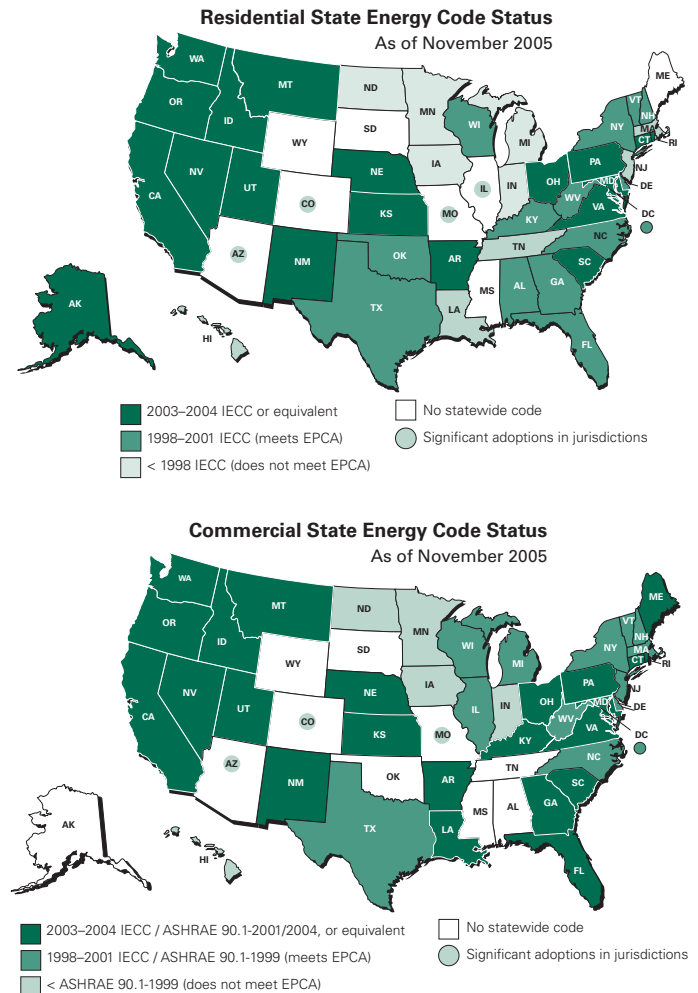 Residential State Energy Code Status
As of November 2005
WA
MT
ND
MN
ME
VT
NH
OR
ID
SD
WI
MI
NY
MA
CT
RI
WY
IA
PA
NJ
NV
NE
IL
IN
OH
MD
DE
UT
CO
WV
VA
DC
CA
KS
MO
KY
AZ
NM
OK
AR
TN
NC
SC
AK
MS
AL
GA
TX
LA
HI
FL
2003–2004 IECC or equivalent
No statewide code
1998–2001 IECC (meets EPCA)
Significant adoptions in jurisdictions
< 1998 IECC (does not meet EPCA)
Commercial State Energy Code Status
As of November 2005
WA
MT
ND
MN
ME
VT
NH
OR
ID
SD
WI
MI
NY
MA
CT
RI
WY
IA
PA
NJ
NV
NE
IL
IN
OH
MD
DE
UT
CO
WV
VA
DC
CA
KS
MO
KY
AZ
NM
OK
AR
TN
NC
SC
AK
MS
AL
GA
TX
LA
HI
FL
2003–2004 IECC / ASHRAE 90.1-2001/2004, or equivalent
No statewide code
1998–2001 IECC / ASHRAE 90.1-1999 (meets EPCA)
Significant adoptions in jurisdictions
< ASHRAE 90.1-1999 (does not meet EPCA)